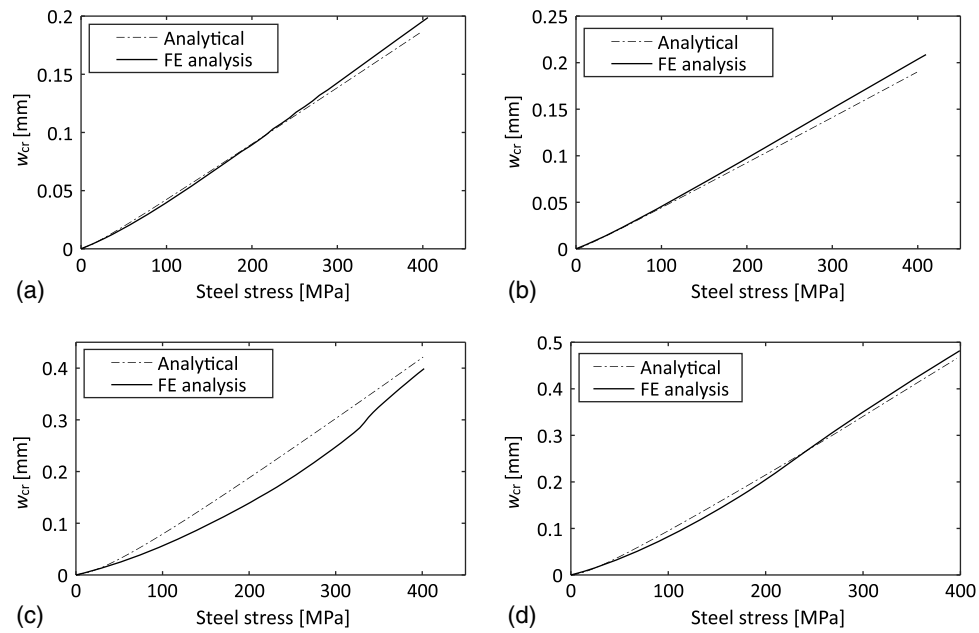 0.2
0.15
0.1
0.05
0
w_cr [mm]
Analytical
FE analysis
0 100 200 300 400
Steel stress [MPa]
(a)
0.25
0.2
0.15
0.1
0.05
0
w_cr [mm]
Analytical
FE analysis
0 100 200 300 400
Steel stress [MPa]
(b)
0.4
0.3
0.2
0.1
0
w_cr [mm]
Analytical
FE analysis
0 100 200 300 400
Steel stress [MPa]
(c)
0.5
0.4
0.3
0.2
0.1
0
w_cr [mm]
Analytical
FE analysis
0 100 200 300 400
Steel stress [MPa]
(d)